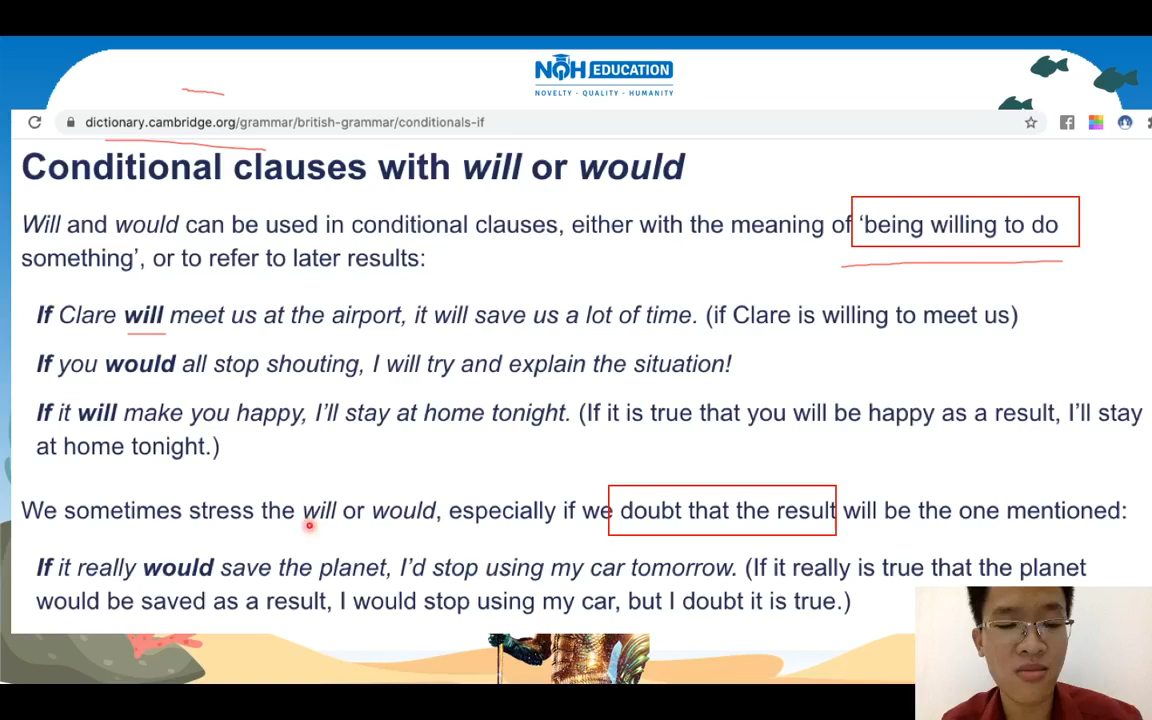 NQH EDUCATION
NOVELTY - QUALITY - HUMANITY
dictionary.cambridge.org/grammar/british-grammar/conditionals-if
Conditional clauses with will or would
Will and would can be used in conditional clauses, either with the meaning of ‘being willing to do
something’, or to refer to later results:
If Clare will meet us at the airport, it will save us a lot of time. (if Clare is willing to meet us)
If you would all stop shouting, I will try and explain the situation!
If it will make you happy, I’ll stay at home tonight. (If it is true that you will be happy as a result, I’ll stay
at home tonight.)
We sometimes stress the will or would, especially if we doubt that the result will be the one mentioned:
If it really would save the planet, I’d stop using my car tomorrow. (If it really is true that the planet
would be saved as a result, I would stop using my car, but I doubt it is true.)